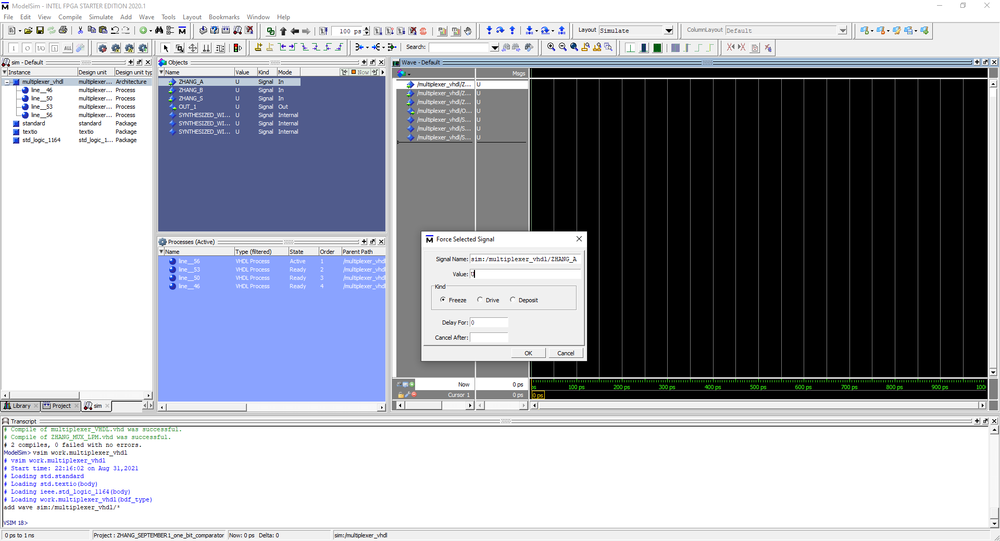 ModelSim - INTEL FPGA STARTER EDITION 2020.1
File Edit View Compile Simulate Add Wave Tools Layout Bookmarks Window Help
100 ps
Layout Simulate
ColumnLayout Default
ALL
Search:
sim - Default
Instance Design unit Design unit typ
multiplexer_vhdl multiplexer... Architecture
line__46 multiplexer... Process
line__50 multiplexer... Process
line__53 multiplexer... Process
line__56 multiplexer... Process
standard standard Package
textio textio Package
std_logic_1164 std_logic_1... Package
Library Project sim
Objects
Name Value Kind Mode Now
ZHANG_A U Signal In
ZHANG_B U Signal In
ZHANG_S U Signal In
OUT_1 U Signal Out
SYNTHESIZED_WI... U Signal Internal
SYNTHESIZED_WI... U Signal Internal
SYNTHESIZED_WI... U Signal Internal
Processes (Active)
Name Type (filtered) State Order Parent Path
line__56 VHDL Process Active 1 /multiplexer_vhdl
line__53 VHDL Process Ready 2 /multiplexer_vhdl
line__50 VHDL Process Ready 3 /multiplexer_vhdl
line__46 VHDL Process Ready 4 /multiplexer_vhdl
Wave - Default
Msgs
/multiplexer_vhdl/Z... U
/multiplexer_vhdl/Z... U
/multiplexer_vhdl/Z... U
/multiplexer_vhdl/O... U
/multiplexer_vhdl/S... U
/multiplexer_vhdl/S... U
/multiplexer_vhdl/S... U
Force Selected Signal
Signal Name: sim:/multiplexer_vhdl/ZHANG_A
Value: U
Kind
Freeze Drive Deposit
Delay For: 0
Cancel After:
OK Cancel
Now 0 ps
ps 100 ps 200 ps 300 ps 400 ps 500 ps 600 ps 700 ps 800 ps 900 ps 100
Cursor 1 0 ps
0 ps
Transcript
# Compile of multiplexer_VHDL.vhd was successful.
# Compile of ZHANG_MUX_LPM.vhd was successful.
# 2 compiles, 0 failed with no errors.
ModelSim> vsim work.multiplexer_vhdl
# vsim work.multiplexer_vhdl
# Start time: 22:16:02 on Aug 31,2021
# Loading std.standard
# Loading std.textio(body)
# Loading ieee.std_logic_1164(body)
# Loading work.multiplexer_vhdl(bdf_type)
add wave sim:/multiplexer_vhdl/*
VSIM 18>
0 ps to 1 ns Project : ZHANG_SEPTEMBER1_one_bit_comparator Now: 0 ps Delta: 0 sim:/multiplexer_vhdl